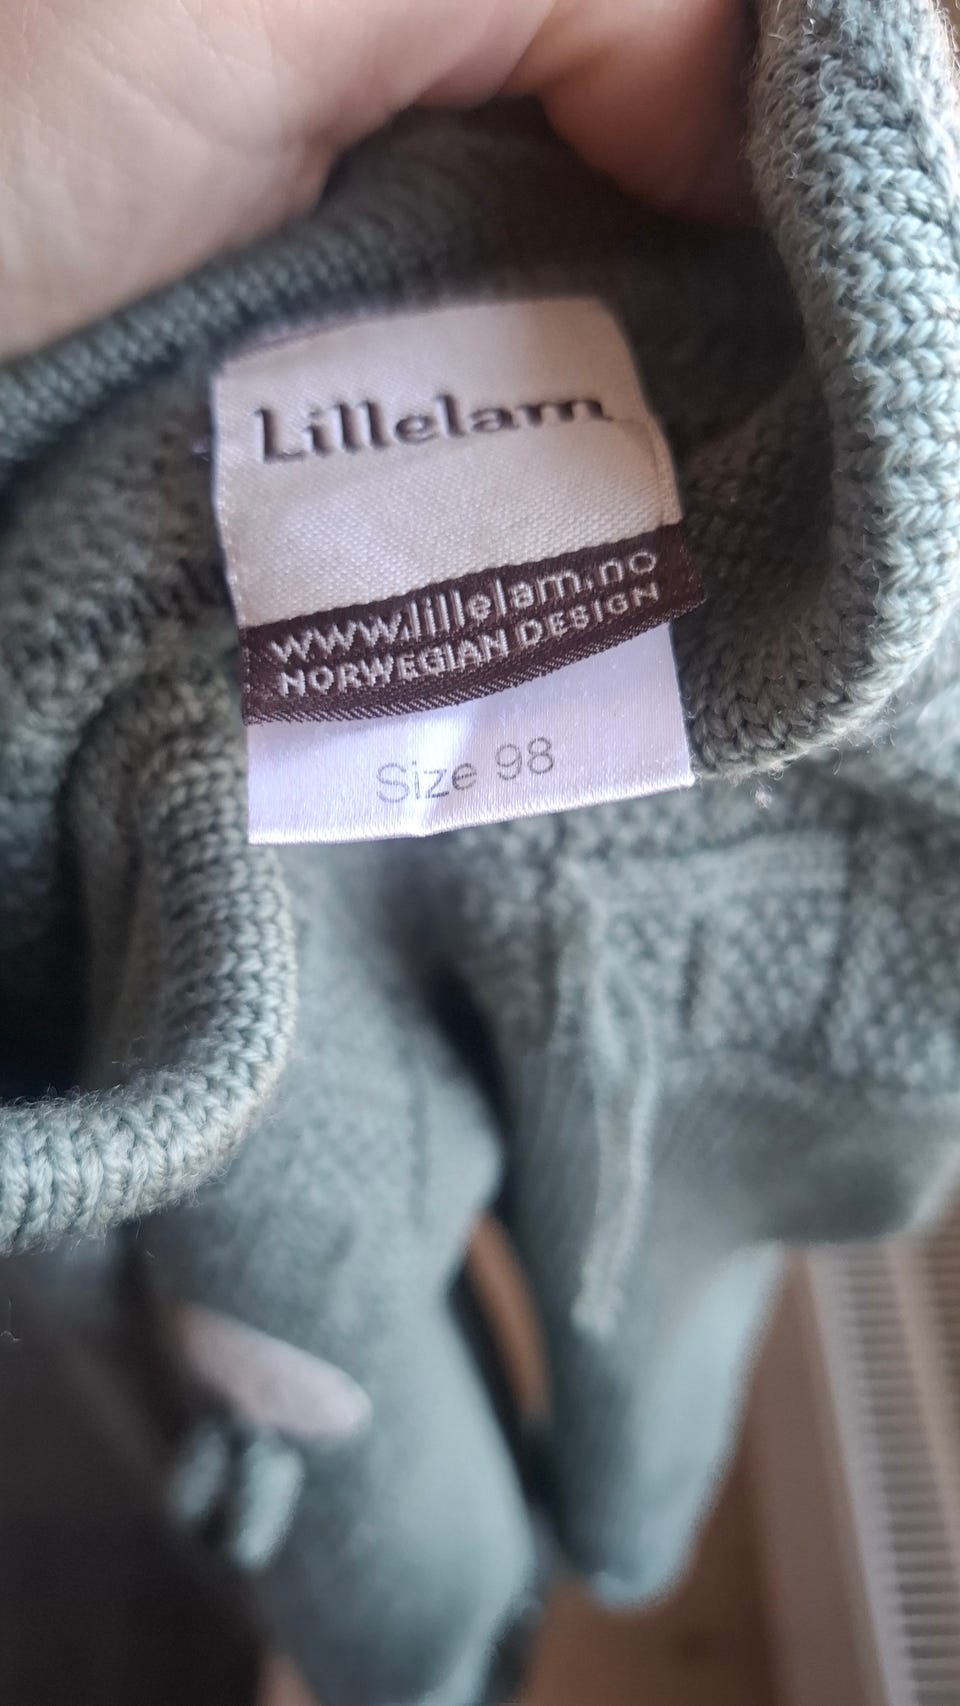 Lillelam
www.lillelam.no
NORWEGIAN DESIGN
Size 98